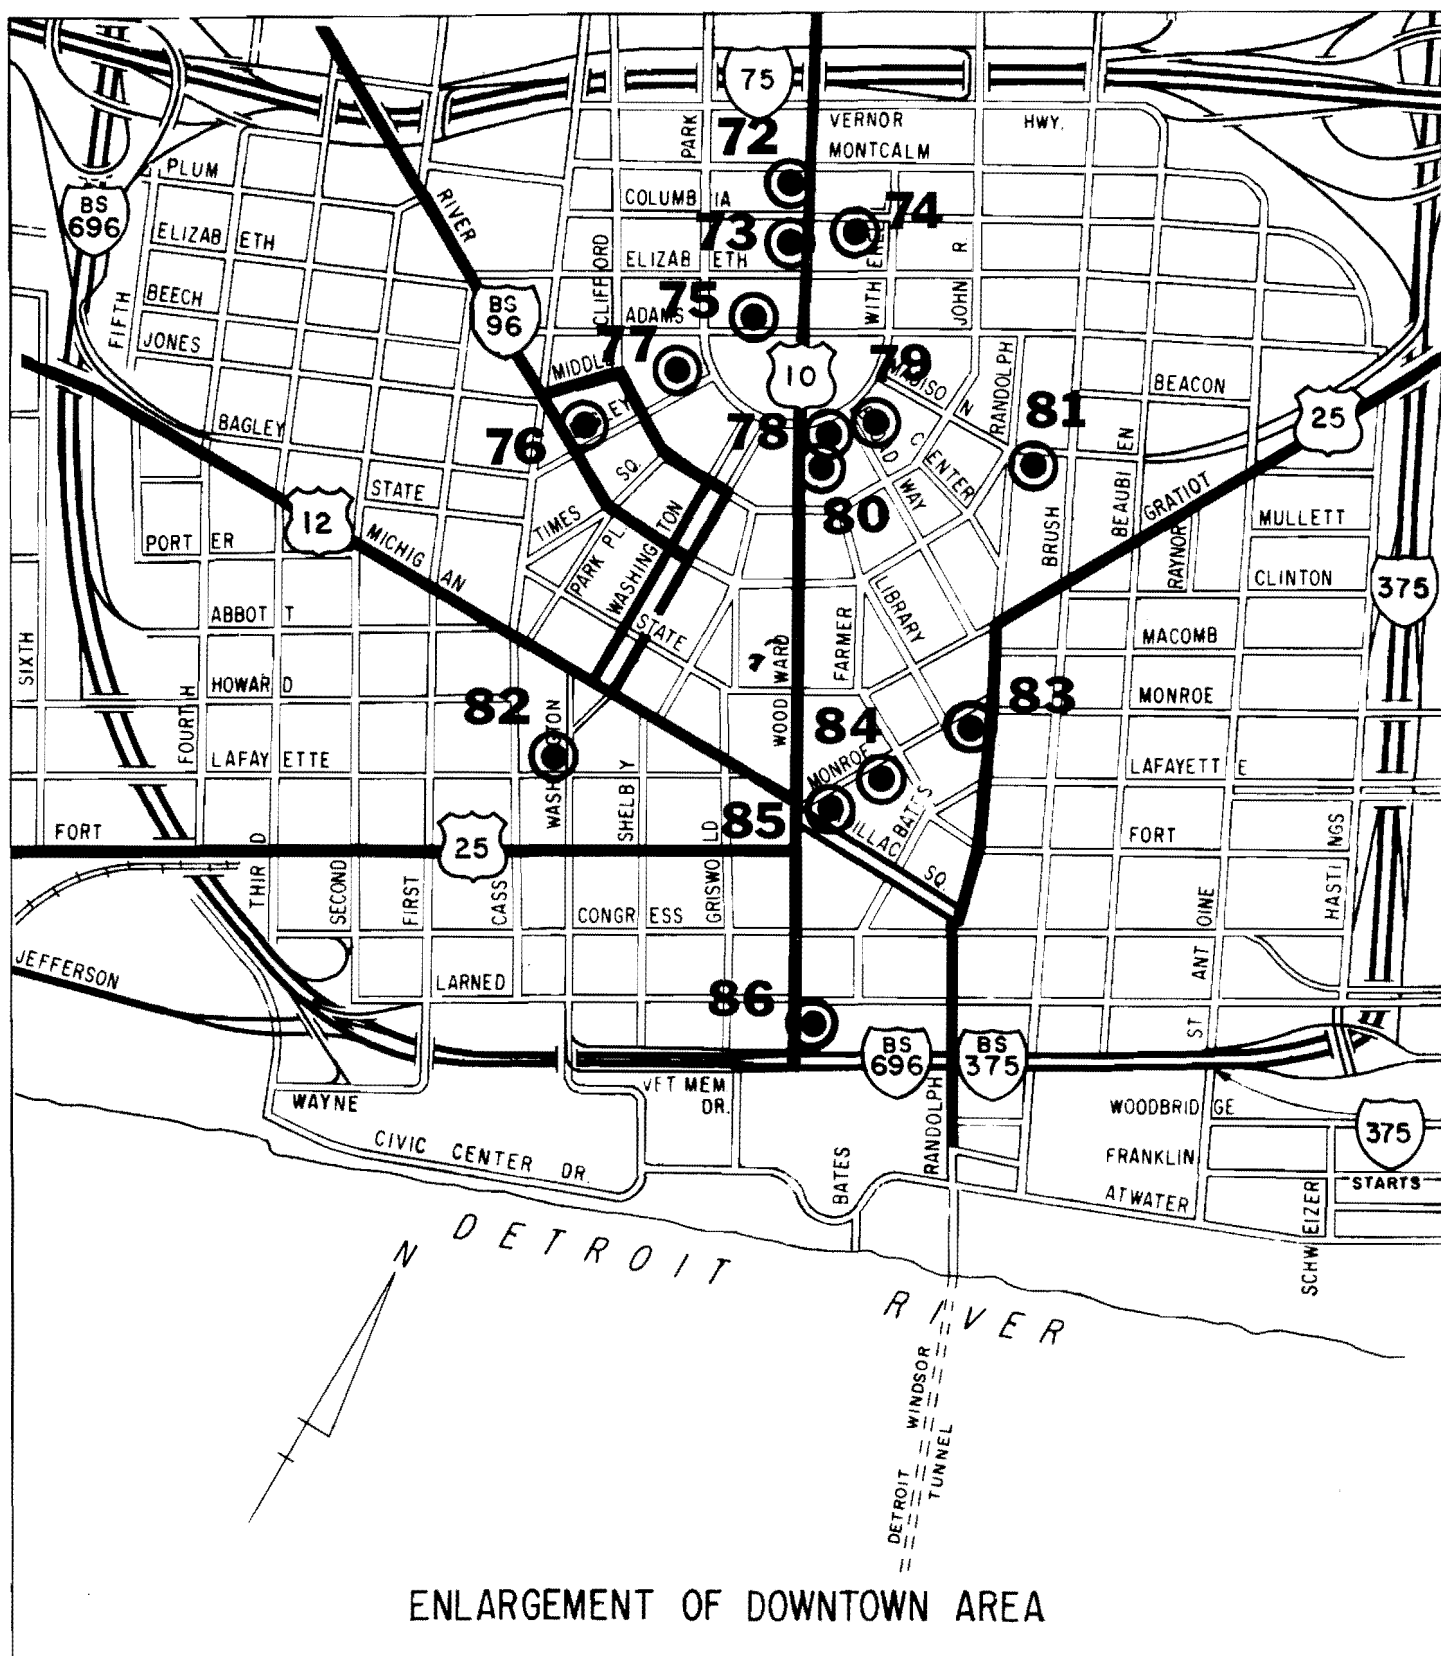 75
72
VERNOR HWY.
PARK
MONTCALM
PLUM
BS
696
RIVER
COLUMBIA
74
73
ELIZABETH
ELIZABETH
CLIFFORD
JOHN R
FIFTH
BEECH
BS
96
75
ADAMS
JONES
77
MIDDLEY
10
79
MADISON
RANDOLPH
BEACON
25
81
BAGLEY
76
78
SQ.
CENTER
WAY
BEAUBIEN
GRATIOT
STATE
12
TIMES
80
MULLETT
PORTER
MICHIGAN
PARK PL
WASHINGTON
BRUSH
RAYNOR
CLINTON
375
ABBOTT
STATE
LIBRARY
FARMER
MACOMB
SIXTH
WOODWARD
HOWARD
82
83
MONROE
FOURTH
WASHINGTON
84
LAFAYETTE
MONROE
LAFAYETTE
SHELBY
BATES
85
FORT
25
GRISWOLD
ILLAC
SQ
FORT
HASTINGS
THIRD
SECOND
FIRST
CASS
CONGRESS
ST ANTOINE
JEFFERSON
LARNED
86
BS
696
BS
375
VET MEM
DR.
RANDOLPH
WAYNE
WOODBRIDGE
375
CIVIC CENTER DR.
FRANKLIN
STARTS
BATES
ATWATER
SCHWEIZER
N
DETROIT RIVER
DETROIT WINDSOR
TUNNEL
ENLARGEMENT OF DOWNTOWN AREA